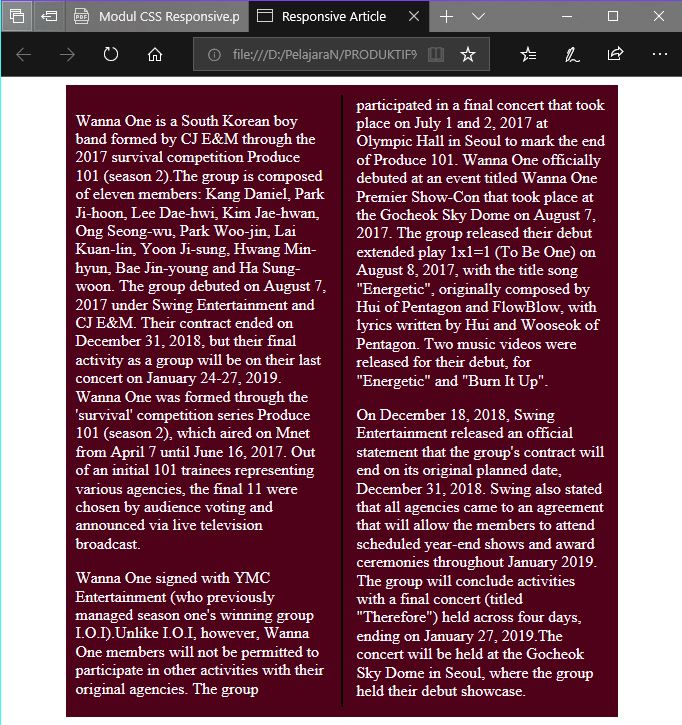 Modul CSS Responsive.p
Responsive Article
file:///D:/PelajaraN/PRODUKTIF9
Wanna One is a South Korean boy
band formed by CJ E&M through the
2017 survival competition Produce
101 (season 2).The group is composed
of eleven members: Kang Daniel, Park
Ji-hoon, Lee Dae-hwi, Kim Jae-hwan,
Ong Seong-wu, Park Woo-jin, Lai
Kuan-lin, Yoon Ji-sung, Hwang Min-
hyun, Bae Jin-young and Ha Sung-
woon. The group debuted on August 7,
2017 under Swing Entertainment and
CJ E&M. Their contract ended on
December 31, 2018, but their final
activity as a group will be on their last
concert on January 24-27, 2019.
Wanna One was formed through the
'survival' competition series Produce
101 (season 2), which aired on Mnet
from April 7 until June 16, 2017. Out
of an initial 101 trainees representing
various agencies, the final 11 were
chosen by audience voting and
announced via live television
broadcast.
Wanna One signed with YMC
Entertainment (who previously
managed season one's winning group
I.O.I).Unlike I.O.I, however, Wanna
One members will not be permitted to
participate in other activities with their
original agencies. The group
participated in a final concert that took
place on July 1 and 2, 2017 at
Olympic Hall in Seoul to mark the end
of Produce 101. Wanna One officially
debuted at an event titled Wanna One
Premier Show-Con that took place at
the Gocheok Sky Dome on August 7,
2017. The group released their debut
extended play 1x1=1 (To Be One) on
August 8, 2017, with the title song
"Energetic", originally composed by
Hui of Pentagon and FlowBlow, with
lyrics written by Hui and Wooseok of
Pentagon. Two music videos were
released for their debut, for
"Energetic" and "Burn It Up".
On December 18, 2018, Swing
Entertainment released an official
statement that the group's contract will
end on its original planned date,
December 31, 2018. Swing also stated
that all agencies came to an agreement
that will allow the members to attend
scheduled year-end shows and award
ceremonies throughout January 2019.
The group will conclude activities
with a final concert (titled
"Therefore") held across four days,
ending on January 27, 2019.The
concert will be held at the Gocheok
Sky Dome in Seoul, where the group
held their debut showcase.